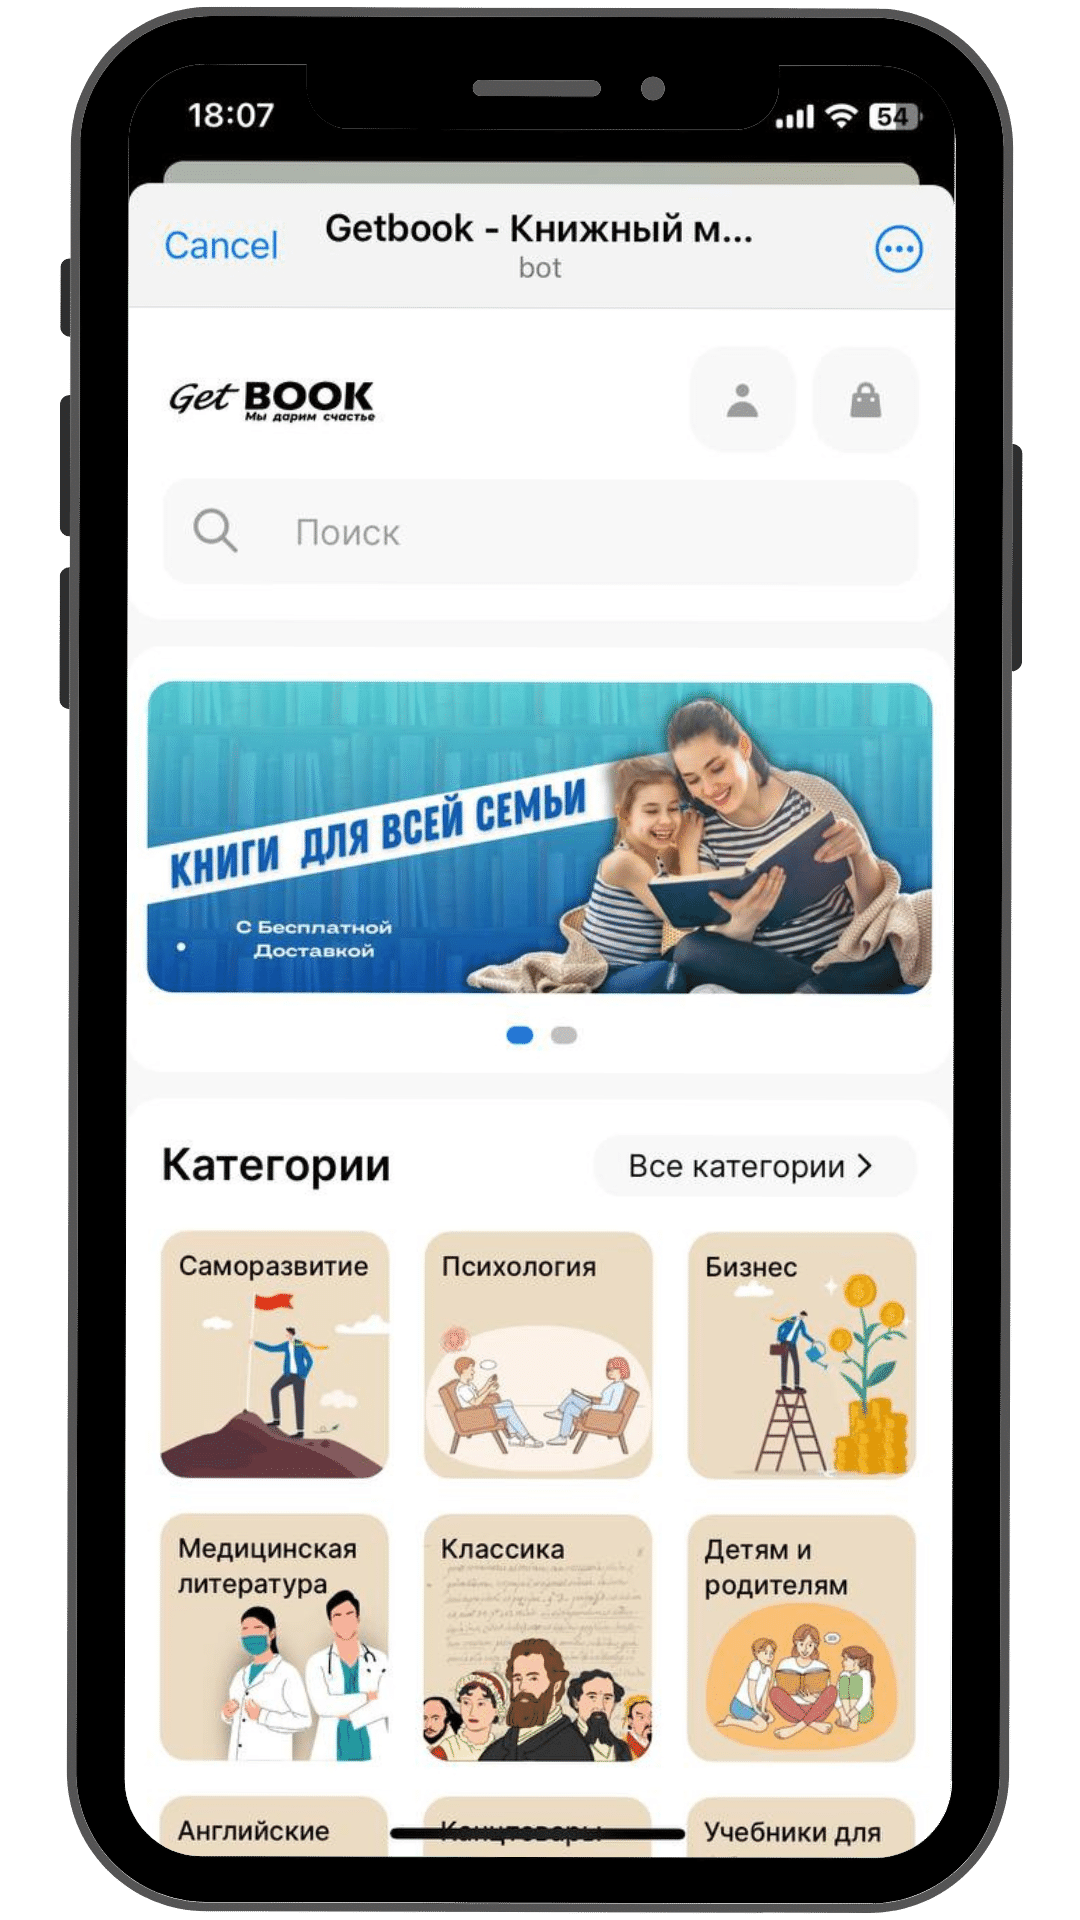 18:07
54
Cancel
Getbook - Книжный м...
bot
Get BOOK
Мы дарим счастье
Поиск
КНИГИ ДЛЯ ВСЕЙ СЕМЬИ
С Бесплатной
Доставкой
Категории
Все категории
Саморазвитие
Психология
Бизнес
Медицинская
литература
Классика
Детям и
родителям
Английские
Канцтовары
Учебники для